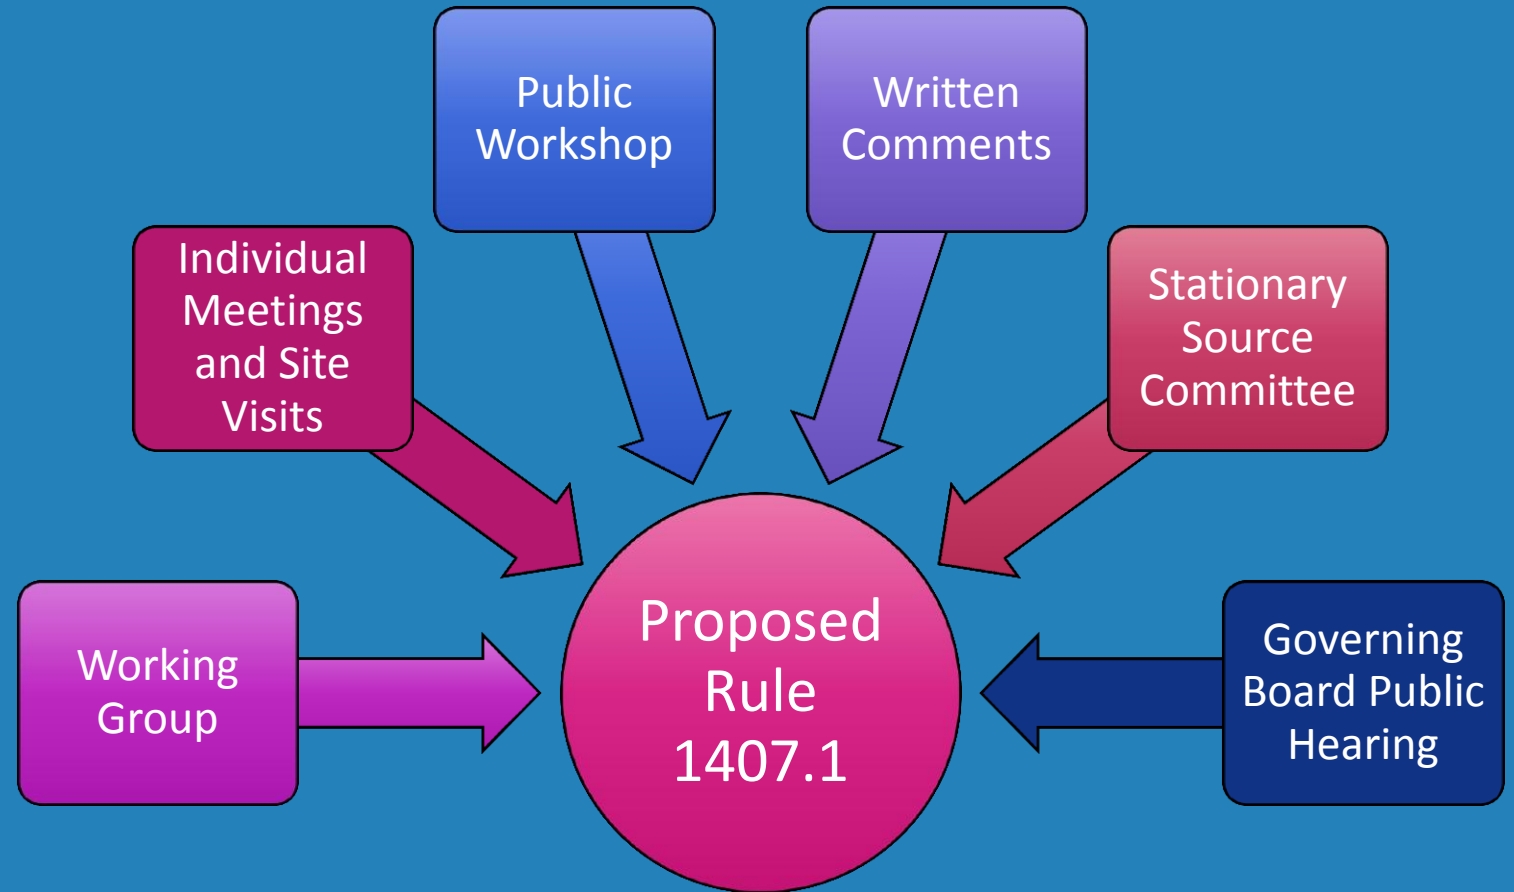 Public
Workshop
Written
Comments
Individual
Meetings
and Site
Visits
Stationary
Source
Committee
Working
Group
Proposed
Rule
1407.1
Governing
Board Public
Hearing